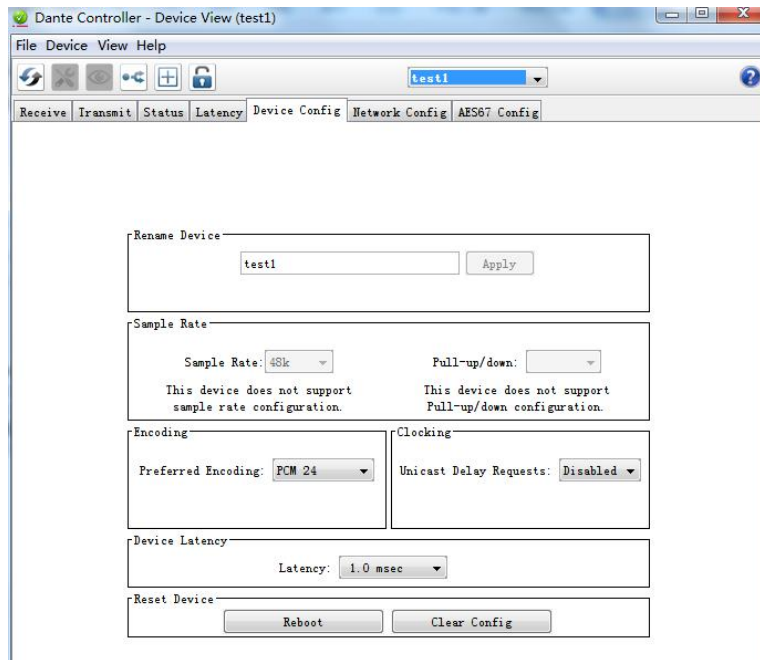 Dante Controller - Device View (test1)
File Device View Help
test1
Receive Transmit Status Latency Device Config Network Config AES67 Config
Rename Device
test1 Apply
Sample Rate
Sample Rate: 48k Pull-up/down:
This device does not support This device does not support
sample rate configuration. Pull-up/down configuration.
Encoding Clocking
Preferred Encoding: PCM 24 Unicast Delay Requests: Disabled
Device Latency
Latency: 1.0 msec
Reset Device
Reboot Clear Config